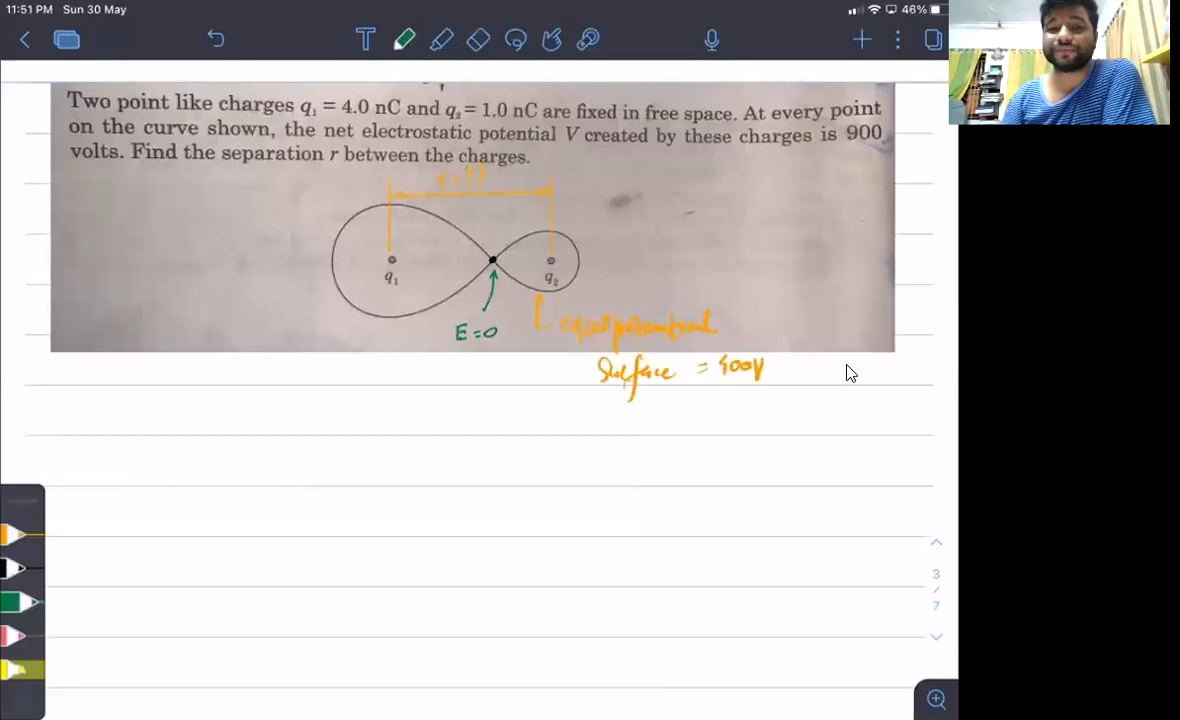 11:51 PM Sun 30 May
46%
Two point like charges q₁ = 4.0 nC and q₂ = 1.0 nC are fixed in free space. At every point
on the curve shown, the net electrostatic potential V created by these charges is 900
volts. Find the separation r between the charges.
r = ??
q₁
q₂
E = 0
equipotential
Surface = 900V
3
/
7